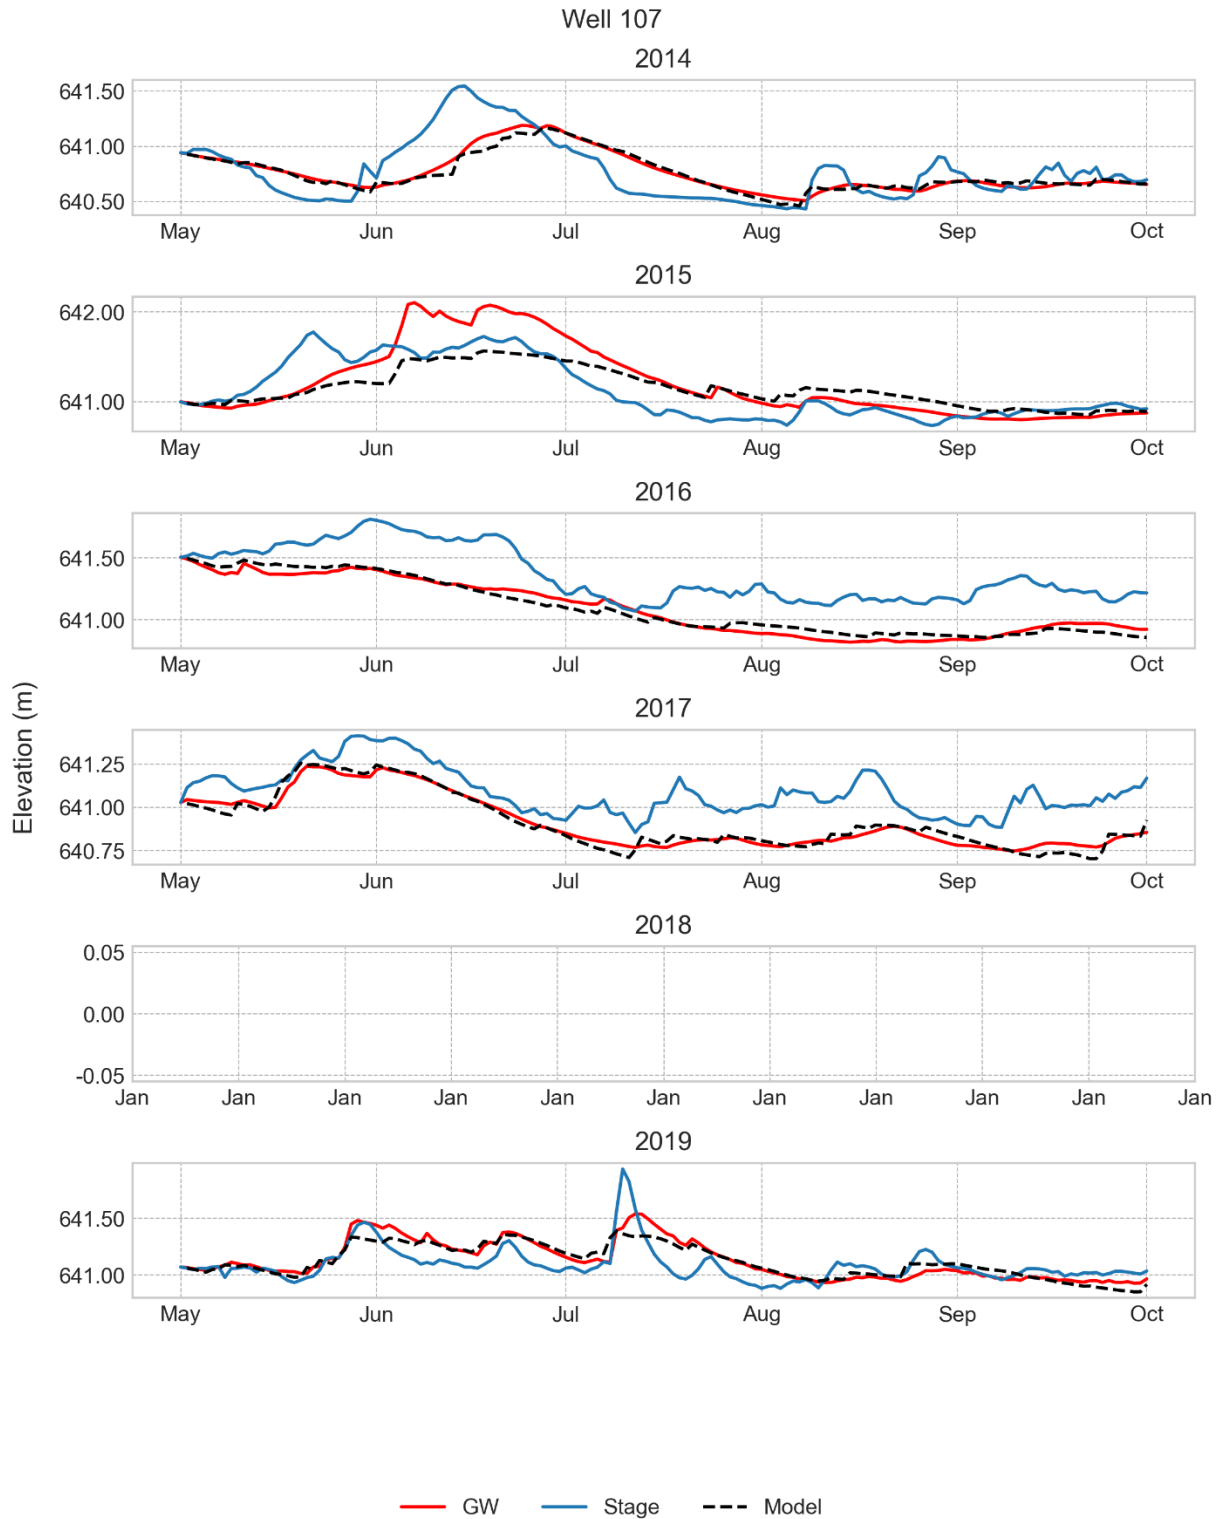 Well 107
2014
641.50
641.00
640.50
May Jun Jul Aug Sep Oct
2015
642.00
641.00
May Jun Jul Aug Sep Oct
2016
641.50
641.00
May Jun Jul Aug Sep Oct
Elevation (m)
2017
641.25
641.00
640.75
May Jun Jul Aug Sep Oct
2018
0.05
0.00
-0.05
Jan Jan Jan Jan Jan Jan Jan Jan Jan Jan Jan
2019
641.50
641.00
May Jun Jul Aug Sep Oct
GW Stage Model